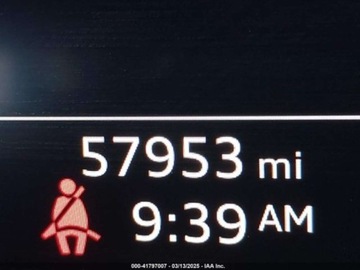 57953 mi
9:39 AM
000-41797007 - 03/13/2025 - IAA Inc.